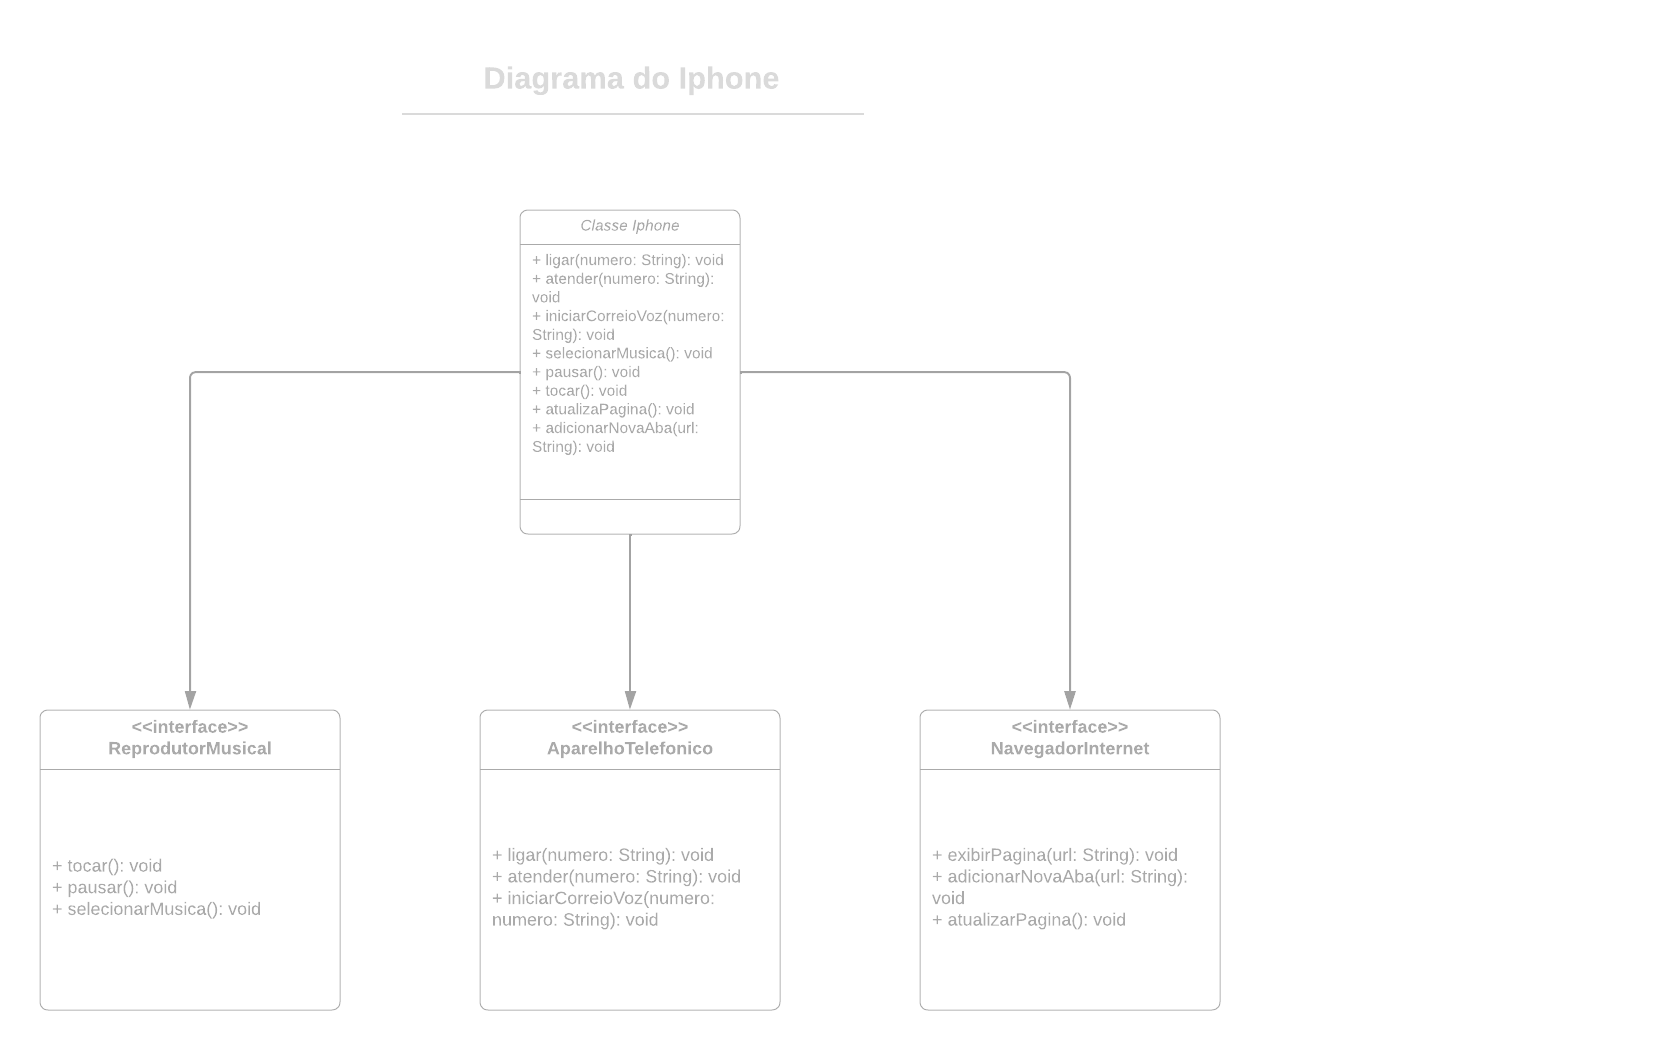 Diagrama do Iphone
Classe Iphone
+ ligar(numero: String): void
+ atender(numero: String):
void
+ iniciarCorreioVoz(numero:
String): void
+ selecionarMusica(): void
+ pausar(): void
+ tocar(): void
+ atualizaPagina(): void
+ adicionarNovaAba(url:
String): void
<<interface>>
ReprodutorMusical
+ tocar(): void
+ pausar(): void
+ selecionarMusica(): void
<<interface>>
AparelhoTelefonico
+ ligar(numero: String): void
+ atender(numero: String): void
+ iniciarCorreioVoz(numero:
numero: String): void
<<interface>>
NavegadorInternet
+ exibirPagina(url: String): void
+ adicionarNovaAba(url: String):
void
+ atualizarPagina(): void